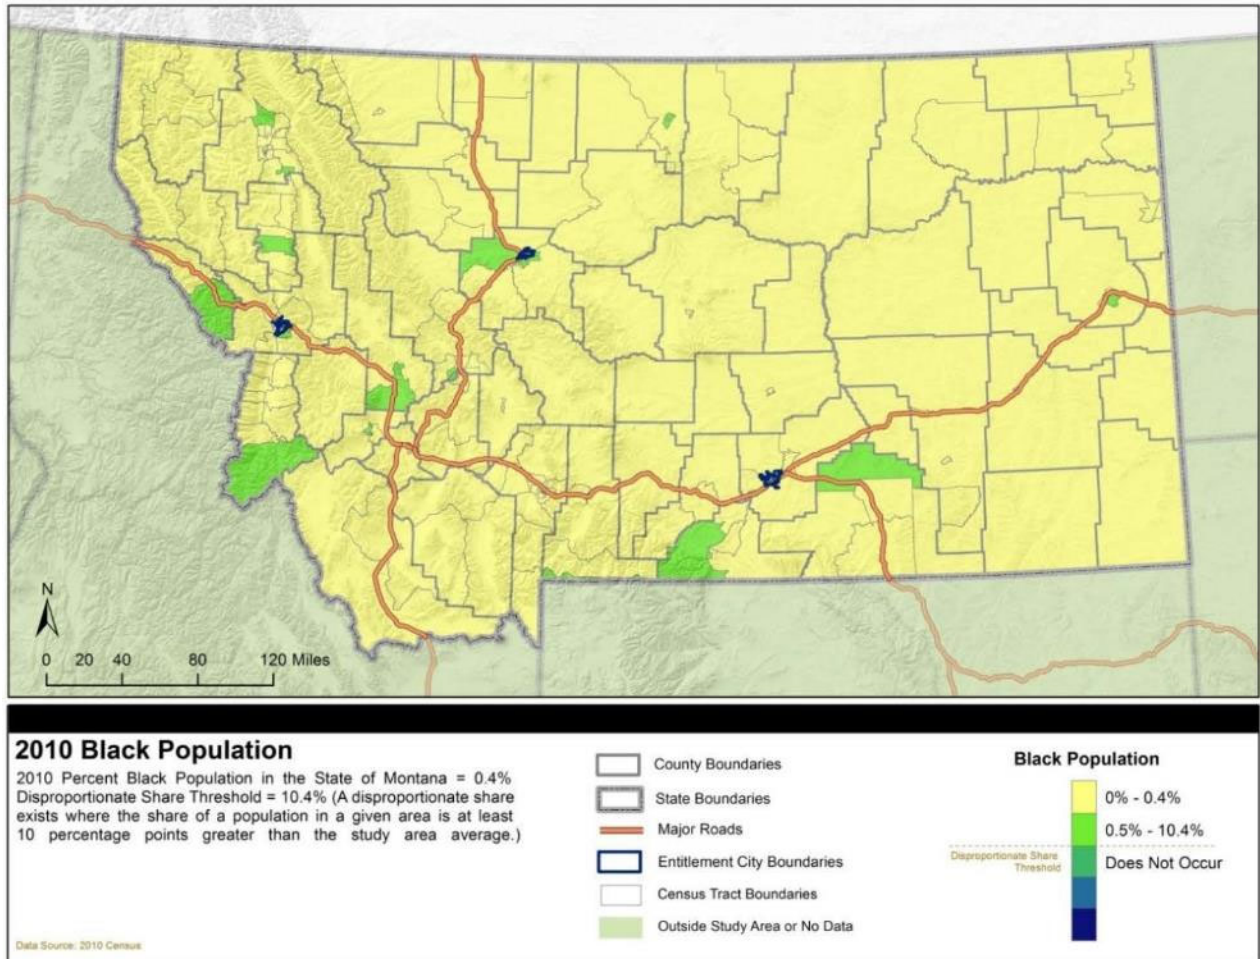 N
0 20 40 80 120 Miles
2010 Black Population
2010 Percent Black Population in the State of Montana = 0.4%
Disproportionate Share Threshold = 10.4% (A disproportionate share
exists where the share of a population in a given area is at least
10 percentage points greater than the study area average.)
Data Source: 2010 Census
County Boundaries
State Boundaries
Major Roads
Entitlement City Boundaries
Census Tract Boundaries
Outside Study Area or No Data
Black Population
0% - 0.4%
0.5% - 10.4%
Disproportionate Share
Threshold
Does Not Occur